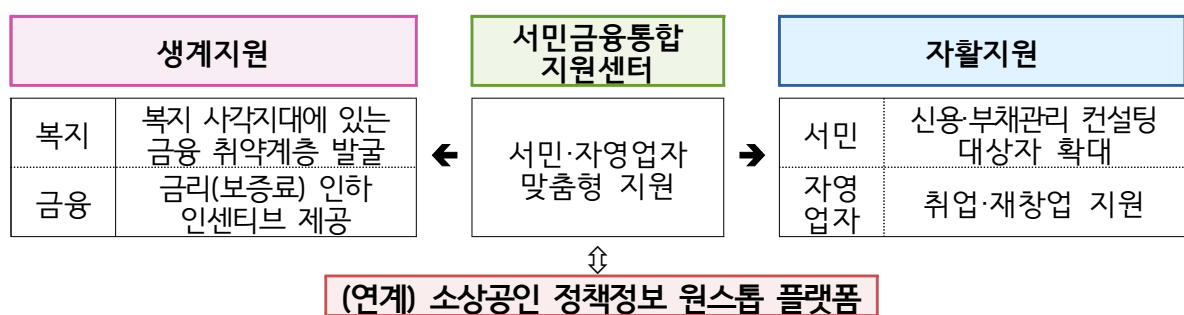 생계지원
복지
복지 사각지대에 있는
금융 취약계층 발굴
금융
금리(보증료) 인하
인센티브 제공
서민금융통합
지원센터
서민·자영업자
맞춤형 지원
자활지원
서민
신용·부채관리 컨설팅
대상자 확대
자영
업자
취업·재창업 지원
(연계) 소상공인 정책정보 원스톱 플랫폼